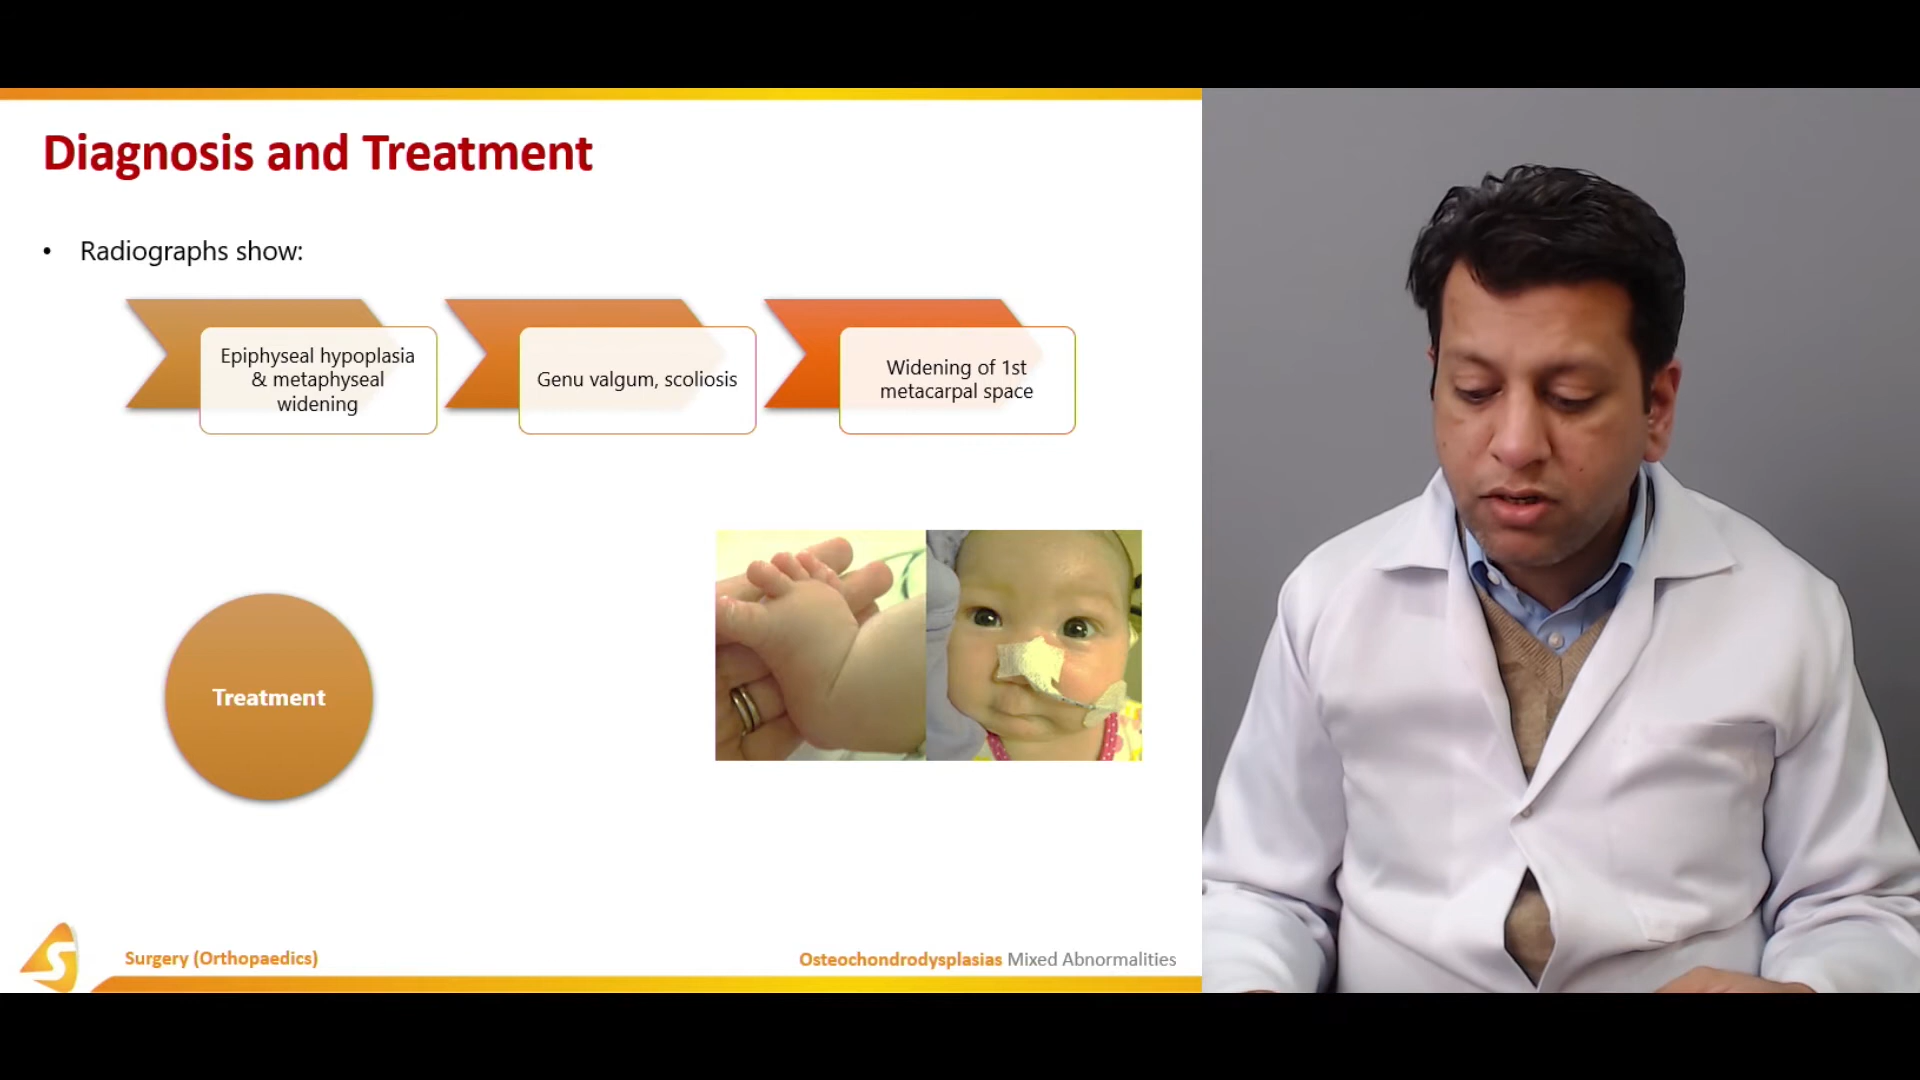 Diagnosis and Treatment
• Radiographs show:
Epiphyseal hypoplasia
& metaphyseal
widening
Genu valgum, scoliosis
Widening of 1st
metacarpal space
Treatment
S
Surgery (Orthopaedics)
Osteochondrodysplasias Mixed Abnormalities